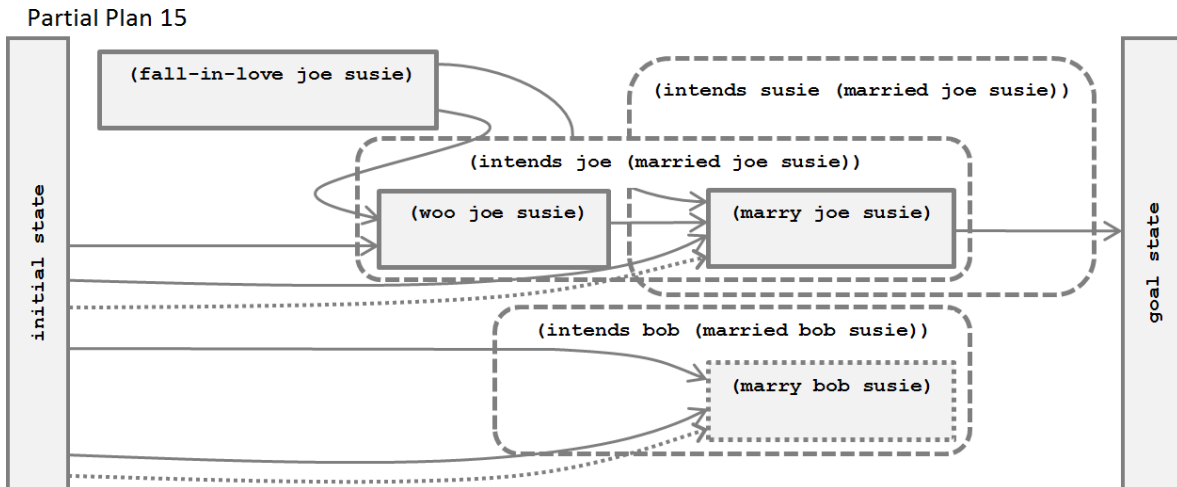 Partial Plan 15
(fall-in-love joe susie)
(intends susie (married joe susie))
(intends joe (married joe susie))
(woo joe susie)
(marry joe susie)
initial state
goal state
(intends bob (married bob susie))
(marry bob susie)